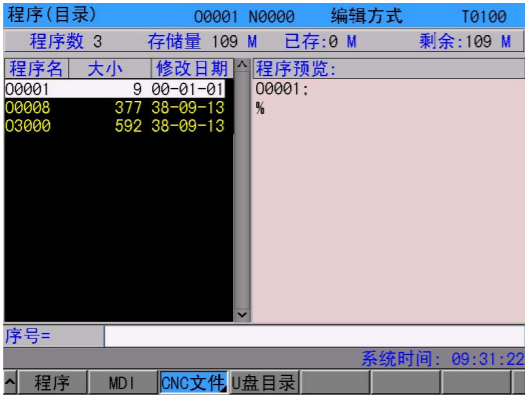 程序(目录) O0001 N0000 编辑方式 T0100
程序数 3 存储量 109 M 已存:0 M 剩余:109 M
程序名 大小 修改日期 程序预览:
O0001 9 00-01-01 O0001;
O0008 377 38-09-13 %
O3000 592 38-09-13
序号=
系统时间: 09:31:22
程序 MDI CNC文件 U盘目录